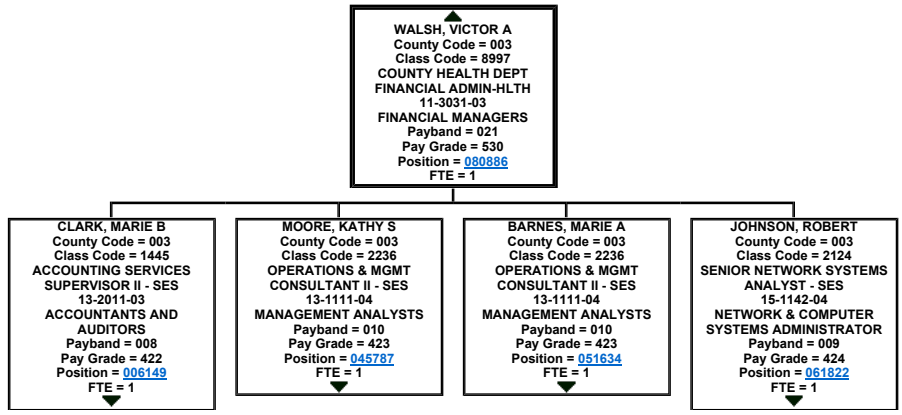 WALSH, VICTOR A
County Code = 003
Class Code = 8997
COUNTY HEALTH DEPT
FINANCIAL ADMIN-HLTH
11-3031-03
FINANCIAL MANAGERS
Payband = 021
Pay Grade = 530
Position = 080886
FTE = 1
CLARK, MARIE B
County Code = 003
Class Code = 1445
ACCOUNTING SERVICES
SUPERVISOR II - SES
13-2011-03
ACCOUNTANTS AND
AUDITORS
Payband = 008
Pay Grade = 422
Position = 006149
FTE = 1
MOORE, KATHY S
County Code = 003
Class Code = 2236
OPERATIONS & MGMT
CONSULTANT II - SES
13-1111-04
MANAGEMENT ANALYSTS
Payband = 010
Pay Grade = 423
Position = 045787
FTE = 1
BARNES, MARIE A
County Code = 003
Class Code = 2236
OPERATIONS & MGMT
CONSULTANT II - SES
13-1111-04
MANAGEMENT ANALYSTS
Payband = 010
Pay Grade = 423
Position = 051634
FTE = 1
JOHNSON, ROBERT
County Code = 003
Class Code = 2124
SENIOR NETWORK SYSTEMS
ANALYST - SES
15-1142-04
NETWORK & COMPUTER
SYSTEMS ADMINISTRATOR
Payband = 009
Pay Grade = 424
Position = 061822
FTE = 1